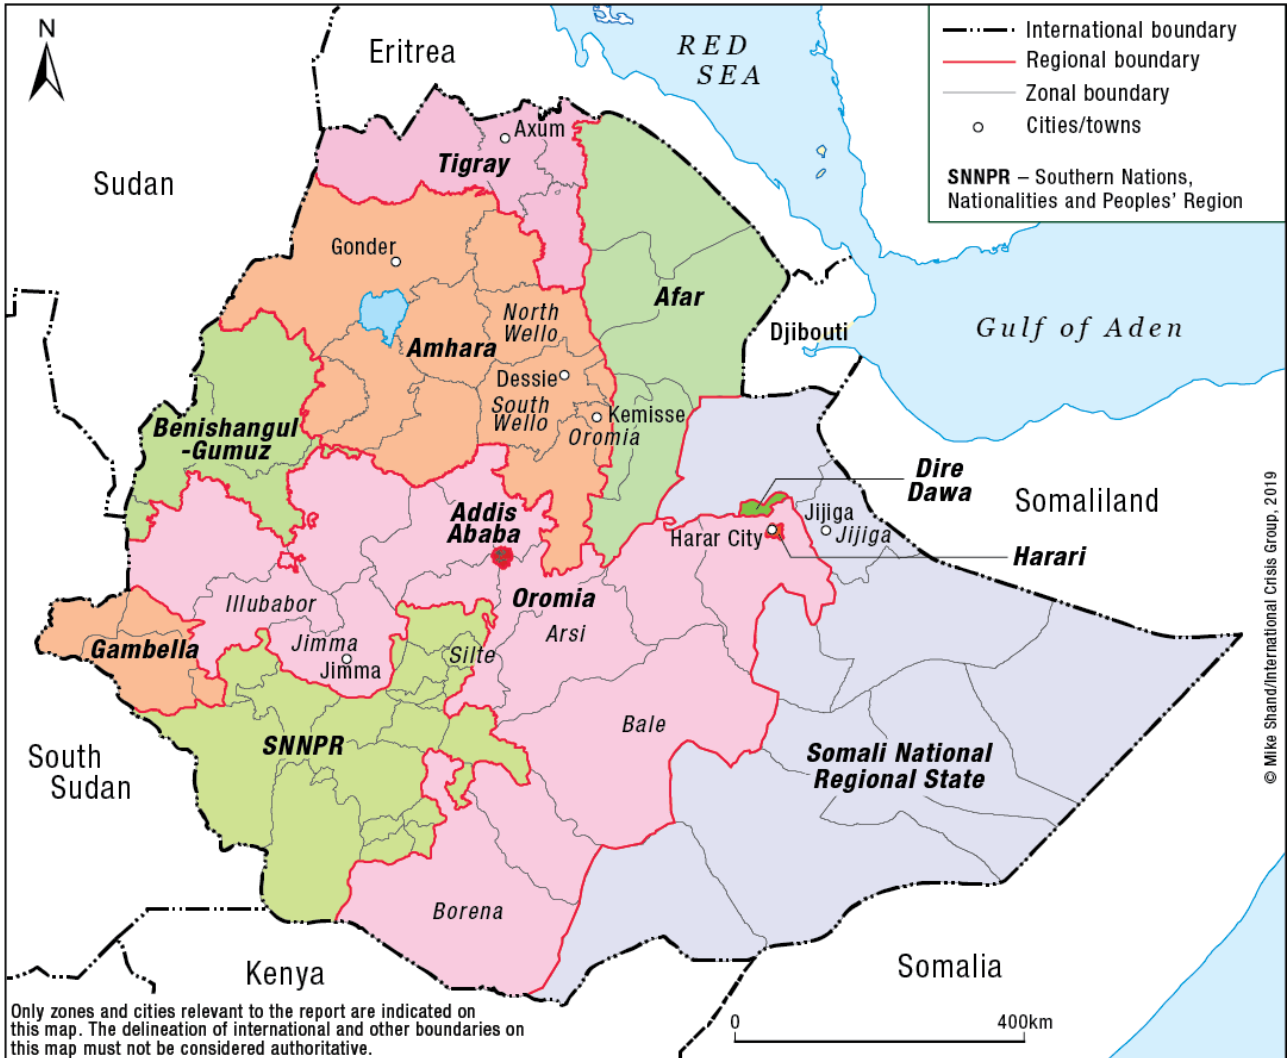 N
Eritrea
RED
SEA
International boundary
Regional boundary
Zonal boundary
Cities/towns
SNNPR – Southern Nations,
Nationalities and Peoples’ Region
Sudan
Axum
Tigray
Gonder
Afar
North
Wello
Amhara
Djibouti
Gulf of Aden
Dessie
South
Wello
Kemisse
Oromia
Benishangul
-Gumuz
Dire
Dawa
Somaliland
Addis
Ababa
Jijiga
Jijiga
Harar City
Harari
Illubabor
Oromia
Arsi
Gambella
Jimma
Jimma
Silte
SNNPR
Bale
Somali National
Regional State
South
Sudan
Borena
Kenya
Somalia
Only zones and cities relevant to the report are indicated on
this map. The delineation of international and other boundaries on
this map must not be considered authoritative.
0
400km
© Mike Shand/International Crisis Group, 2019